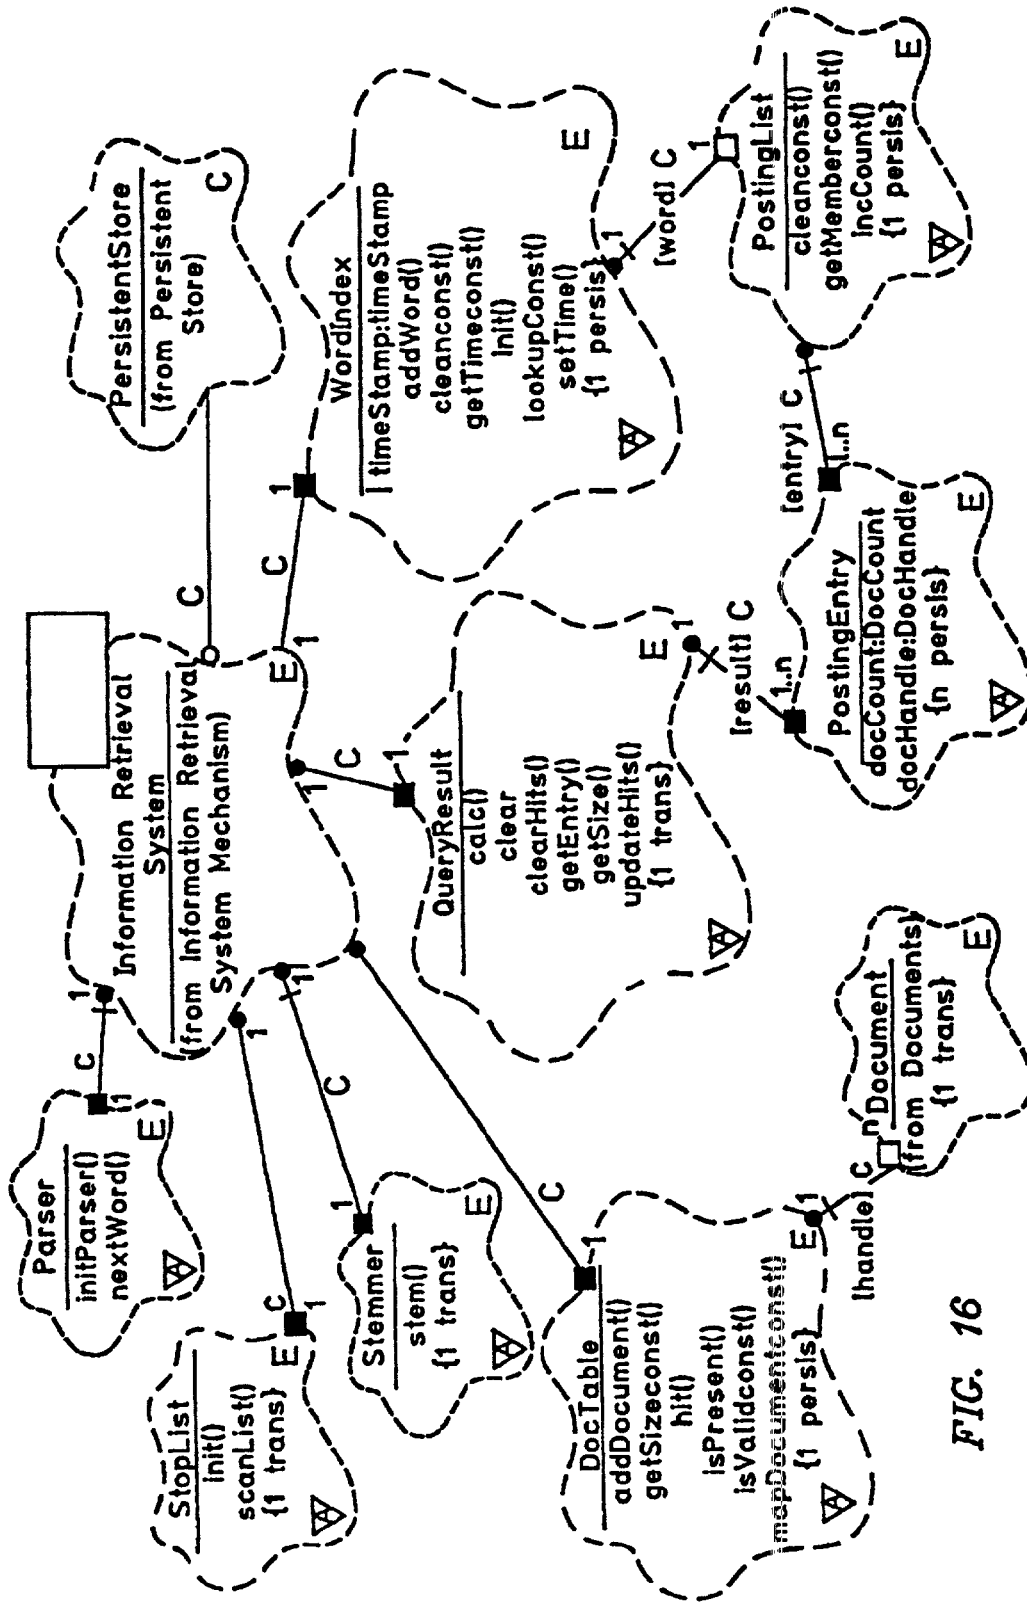 PersistentStore
(from Persistent
Store)
C
C
Information Retrieval
System
(from Information Retrieval
System Mechanism)
E
1
C
1
WordIndex
timeStamp:timeStamp
addWord()
cleanconst()
getTimeconst()
Init()
lookupConst()
setTime()
{1 persis}
E
A
1
[word] C
1
PostingList
cleanconst()
getMemberconst()
IncCount()
{1 persis}
E
A
[entry] C
1..n
PostingEntry
docCount:DocCount
docHandle:DocHandle
{n persis}
E
A
1
C
1
QueryResult
calc()
clear
clearHits()
getEntry()
getSize()
updateHits()
{1 trans}
E
A
1
[result] C
1..n
1
C
1
Parser
initParser()
nextWord()
E
A
1
C
1
StopList
init()
scanList()
{1 trans}
E
A
1
C
1
Stemmer
stem()
{1 trans}
E
A
C
1
DocTable
addDocument()
getSizeconst()
hit()
isPresent()
isValidconst()
mapDocumentconst()
{1 persis}
E
A
1
[handle] C
n
Document
(from Documents)
{1 trans}
E
FIG. 16